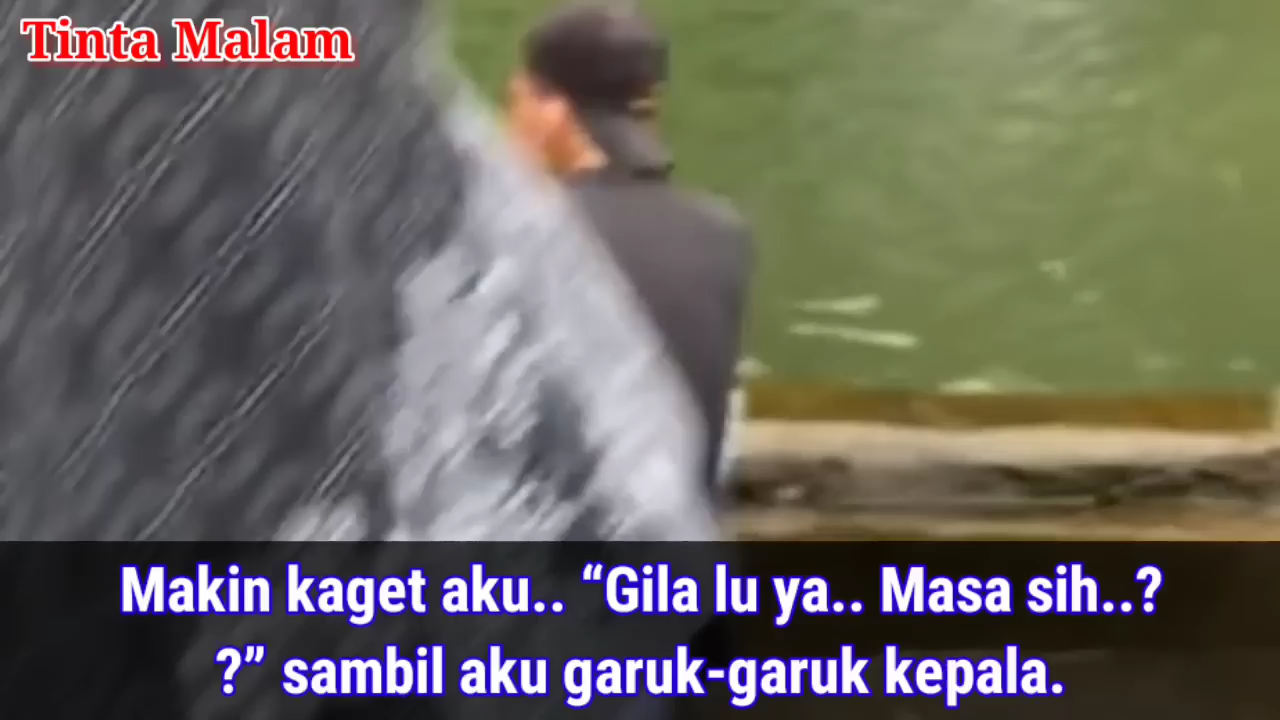 Tinta Malam
Makin kaget aku.. “Gila lu ya.. Masa sih..?
?” sambil aku garuk-garuk kepala.